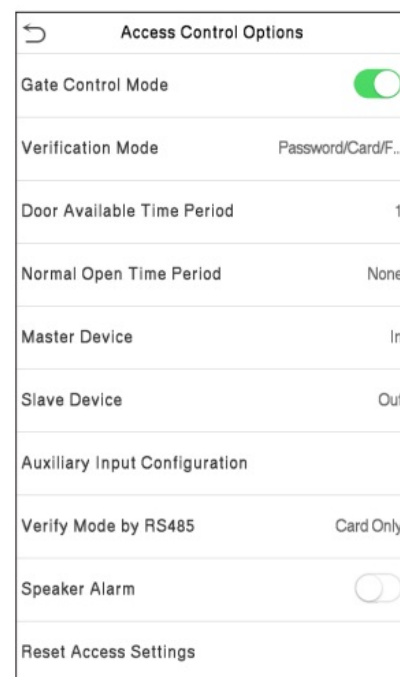 Access Control Options
Gate Control Mode
Verification Mode Password/Card/F..
Door Available Time Period 1
Normal Open Time Period None
Master Device In
Slave Device Out
Auxiliary Input Configuration
Verify Mode by RS485 Card Only
Speaker Alarm
Reset Access Settings